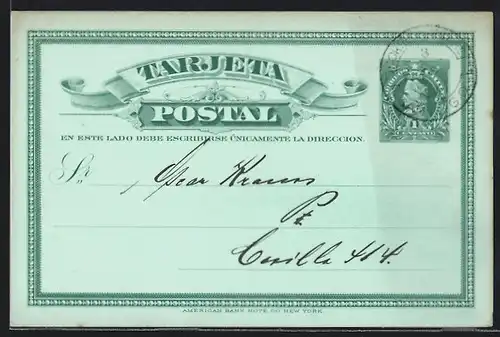 TARJETA
POSTAL
EN ESTE LADO DEBE ESCRIBIRSE ÚNICAMENTE LA DIRECCION.
Sr. Oscar Kraus
Pt.
Casilla 414.
AMERICAN BANK NOTE CO NEW YORK.